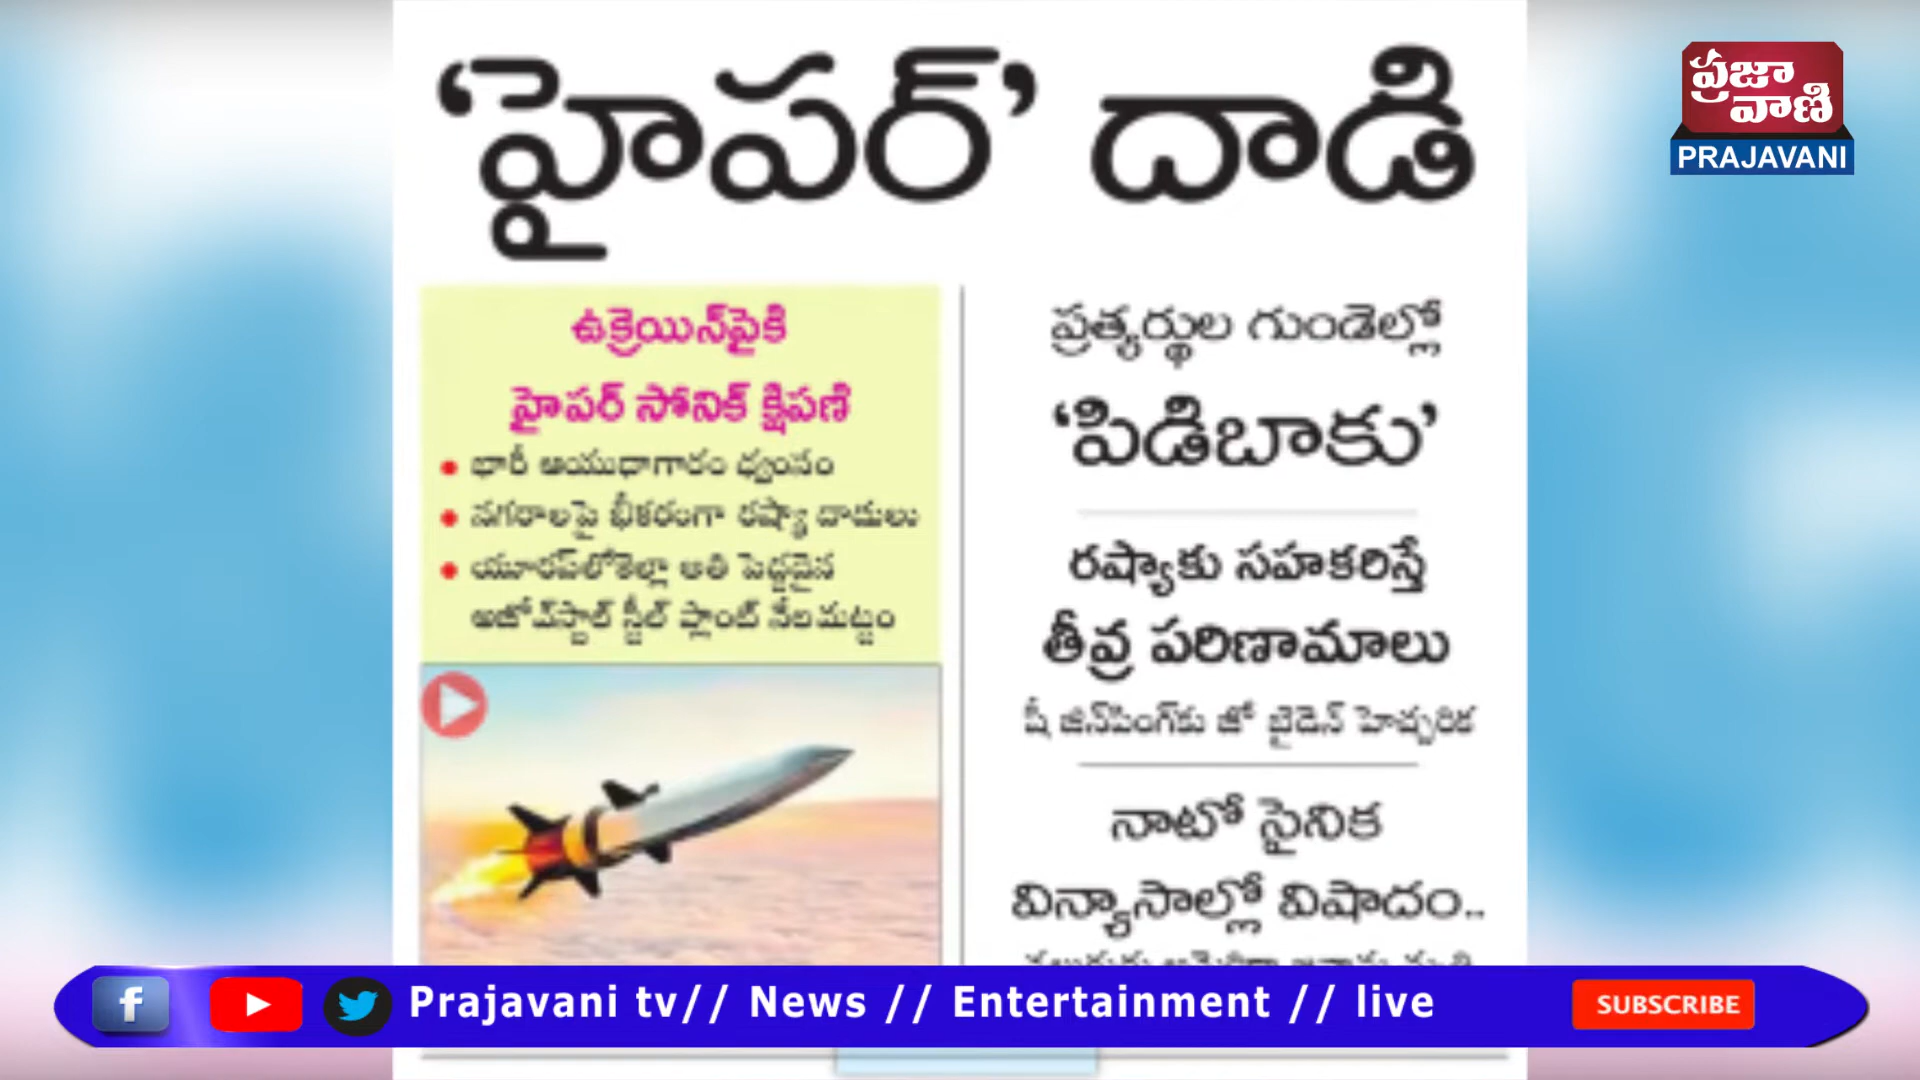 ‘హైపర్’ దాడి
ఉక్రెయిన్‌పైకి
హైపర్ సోనిక్ క్షిపణి
భారీ ఆయుధాగారం ధ్వంసం
నగరాలపై భీకరంగా రష్యా దాడులు
యూరప్‌లోకెల్లా అతి పెద్దదైన
అజోవ్‌స్టాల్ స్టీల్ ప్లాంట్ నేలమట్టం
ప్రత్యర్థుల గుండెల్లో
‘పిడిబాకు’
రష్యాకు సహకరిస్తే
తీవ్ర పరిణామాలు
షీ జిన్‌పింగ్‌కు జో బైడెన్ హెచ్చరిక
నాటో సైనిక
విన్యాసాల్లో విషాదం..
ప్రజా
వాణి
PRAJAVANI
f
Prajavani tv// News // Entertainment // live
SUBSCRIBE